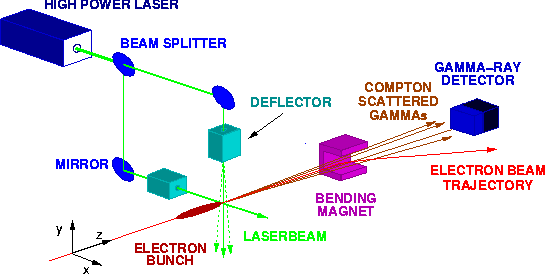 HIGH POWER LASER
BEAM SPLITTER
GAMMA–RAY
DETECTOR
COMPTON
SCATTERED
GAMMAs
DEFLECTOR
MIRROR
ELECTRON BEAM
TRAJECTORY
BENDING
MAGNET
LASERBEAM
ELECTRON
BUNCH
y
z
x